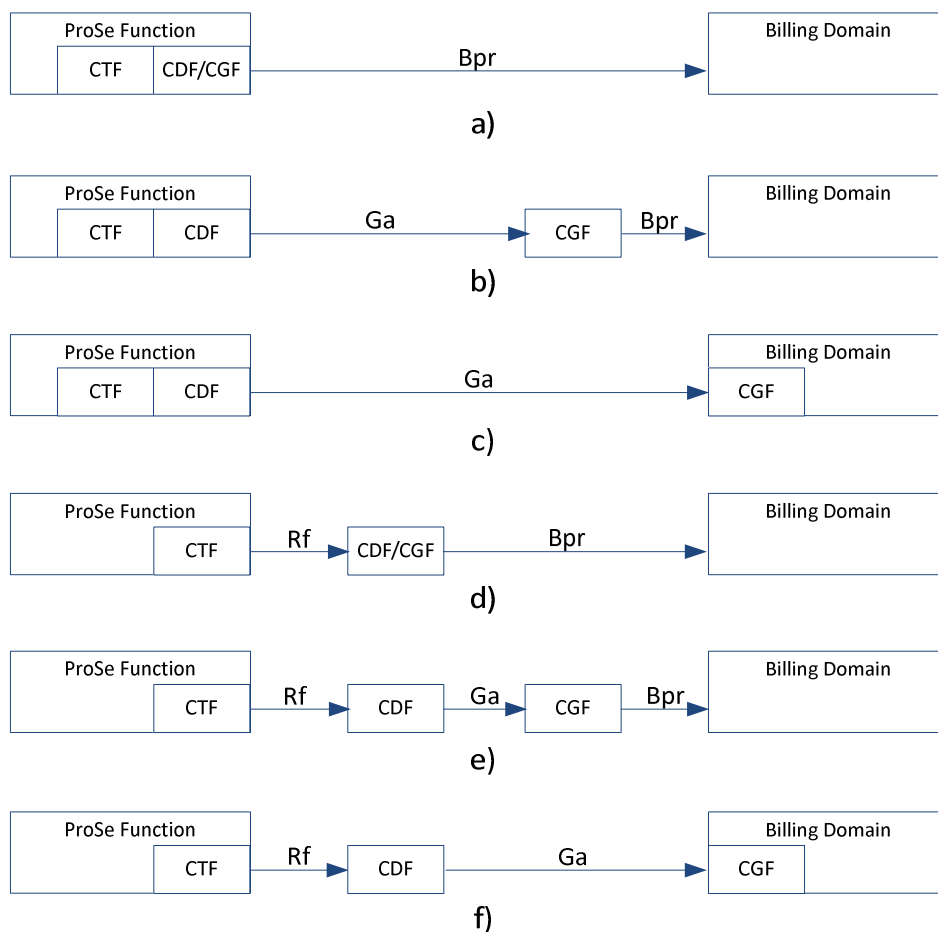 ProSe Function
Billing Domain
CTF
CDF/CGF
Bpr
a)
ProSe Function
Billing Domain
CTF
CDF
Ga
CGF
Bpr
b)
ProSe Function
Billing Domain
CTF
CDF
Ga
CGF
c)
ProSe Function
Billing Domain
CTF
Rf
CDF/CGF
Bpr
d)
ProSe Function
Billing Domain
CTF
Rf
CDF
Ga
CGF
Bpr
e)
ProSe Function
Billing Domain
CTF
Rf
CDF
Ga
CGF
f)